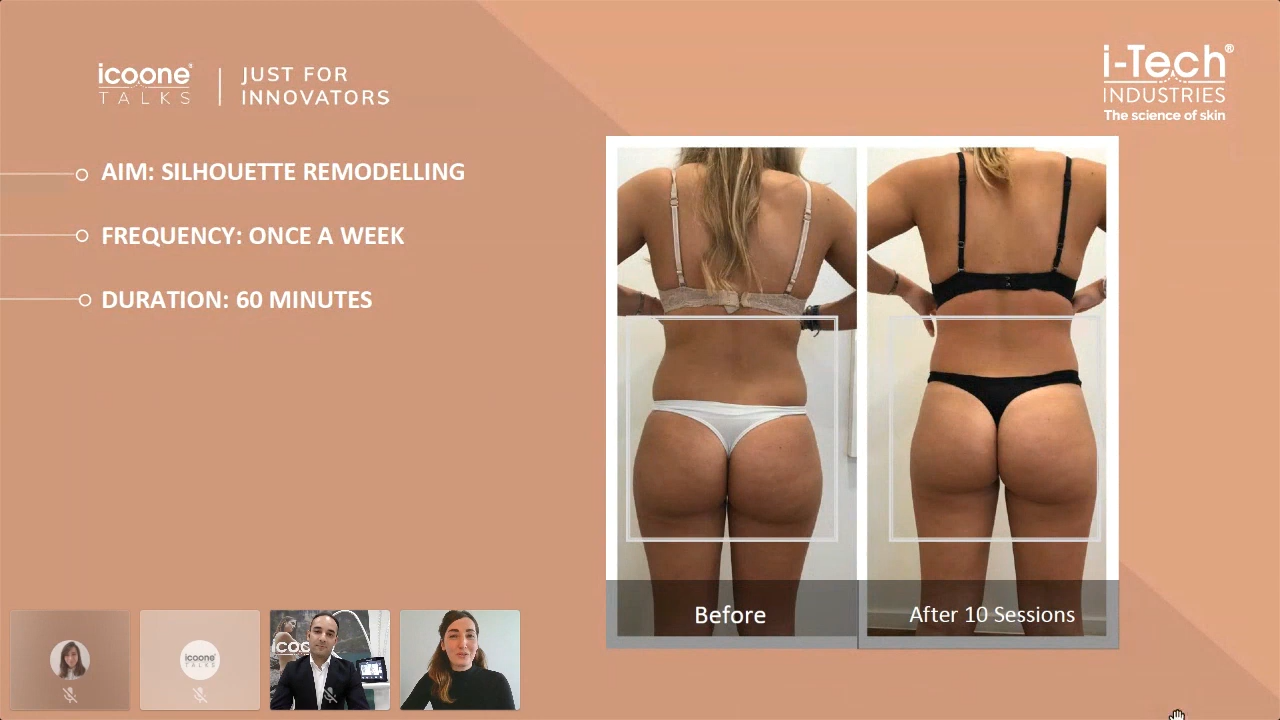 icoone®
TALKS
JUST FOR
INNOVATORS
i-Tech®
INDUSTRIES
The science of skin
AIM: SILHOUETTE REMODELLING
FREQUENCY: ONCE A WEEK
DURATION: 60 MINUTES
Before
After 10 Sessions
icoone
TALKS
icoo